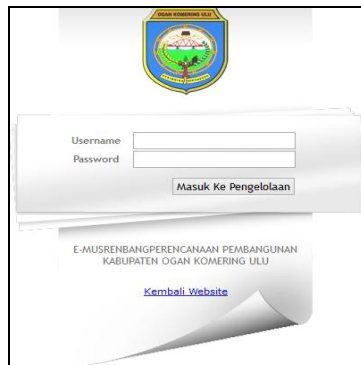 OGAN KOMERING ULU
Username
Password
Masuk Ke Pengelolaan
E-MUSRENBANGPERENCANAAN PEMBANGUNAN
KABUPATEN OGAN KOMERING ULU
Kembali Website